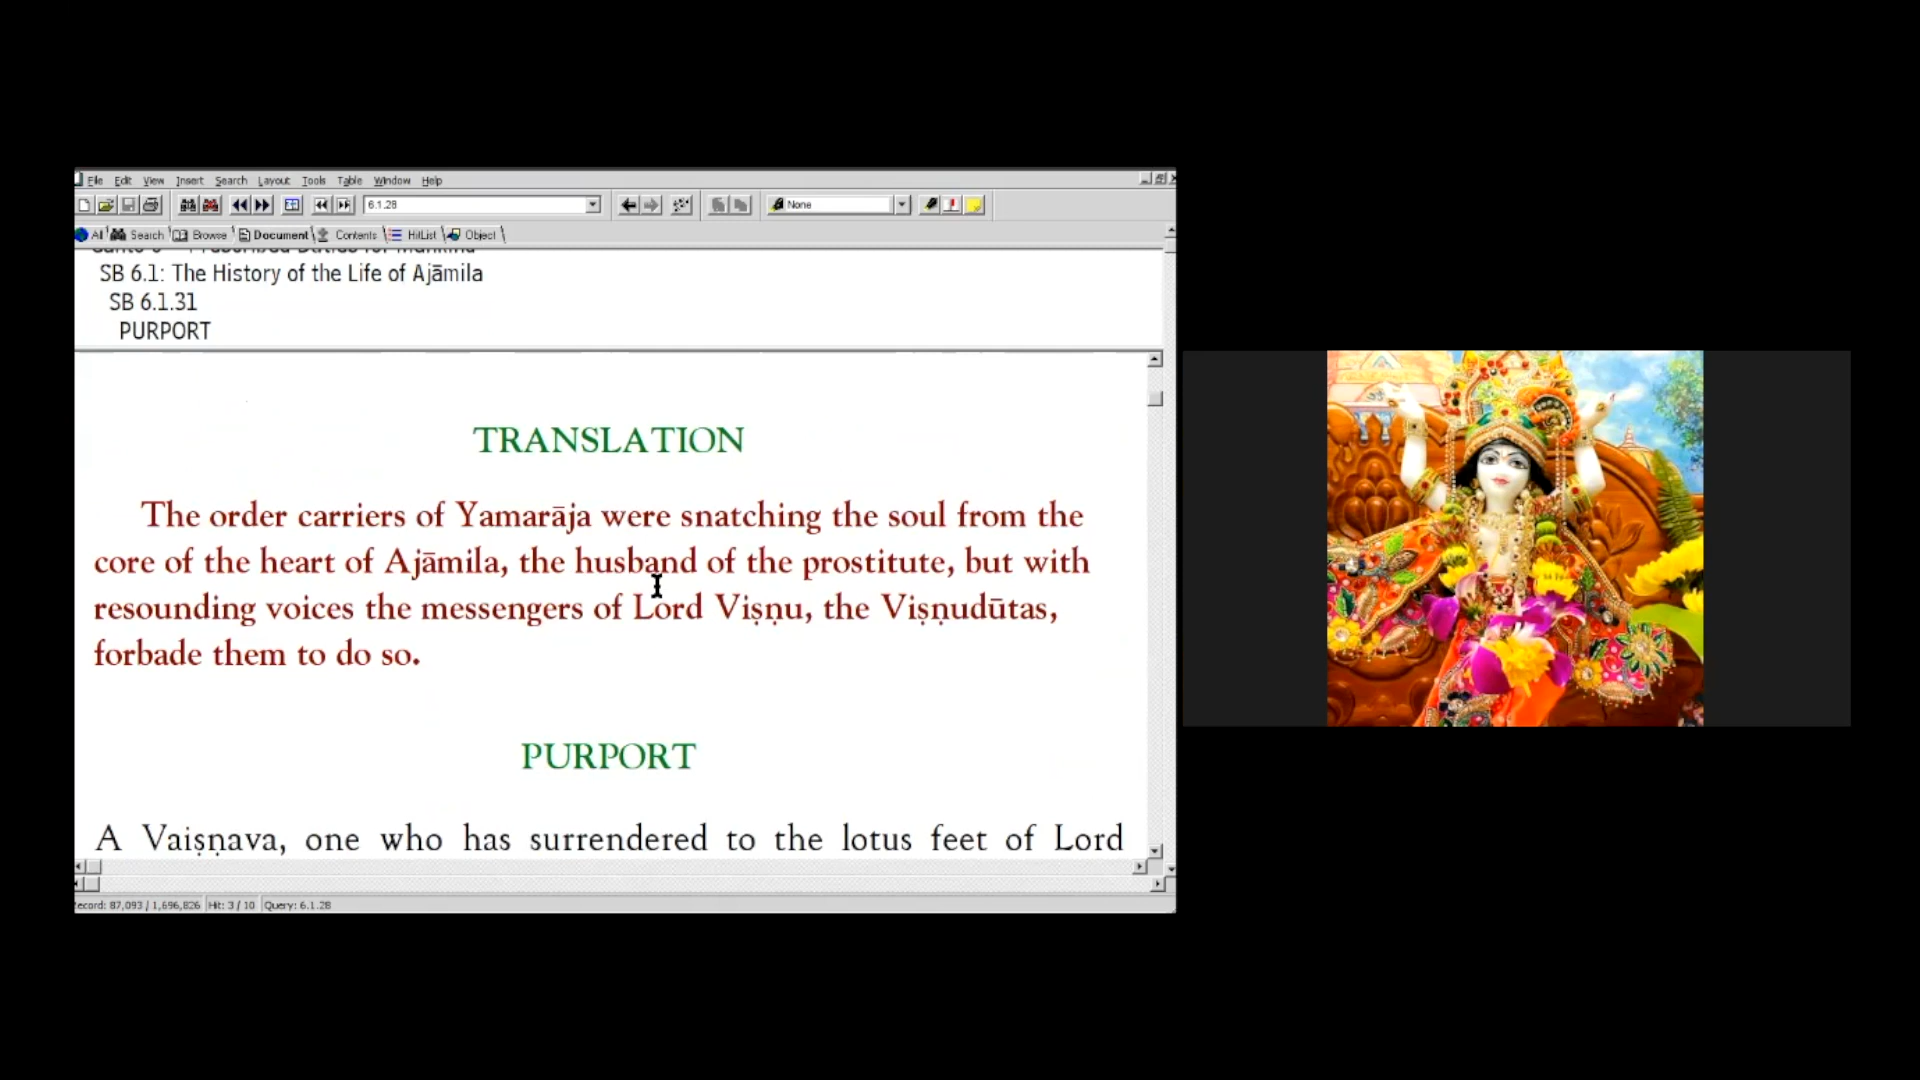 File Edit View Insert Search Layout Tools Table Window Help
6.1.28 None
All Search Browse Document Contents HitList Object
SB 6.1: The History of the Life of Ajāmila
SB 6.1.31
PURPORT
TRANSLATION
The order carriers of Yamarāja were snatching the soul from the
core of the heart of Ajāmila, the husband of the prostitute, but with
resounding voices the messengers of Lord Viṣṇu, the Viṣṇudūtas,
forbade them to do so.
PURPORT
A Vaiṣṇava, one who has surrendered to the lotus feet of Lord
ecord: 87,093 / 1,696,826 Hit: 3 / 10 Query: 6.1.28